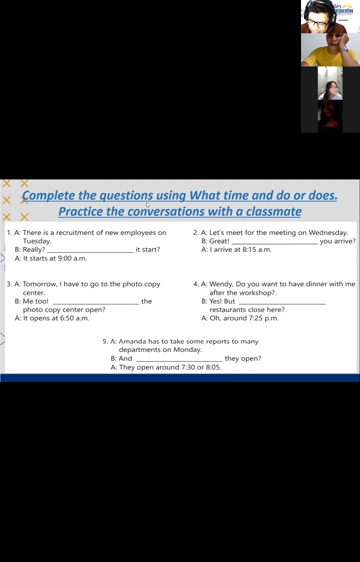 Complete the questions using What time and do or does.
Practice the conversations with a classmate
1. A: There is a recruitment of new employees on
Tuesday.
B: Really? ________________________ it start?
A: It starts at 9:00 am.
2. A: Let's meet for the meeting on Wednesday.
B: Great! ________________________ you arrive?
A: I arrive at 8:15 a.m.
3. A: Tomorrow, I have to go to the photo copy
center.
B: Me too! ________________________ the
photo copy center open?
A: It opens at 6:50 a.m.
4. A: Wendy, Do you want to have dinner with me
after the workshop?.
B: Yes! But ________________________
restaurants close here?
A: Oh, around 7:25 p.m.
5. A: Amanda has to take some reports to many
departments on Monday.
B: And ________________________ they open?
A: They open around 7:30 or 8:05.